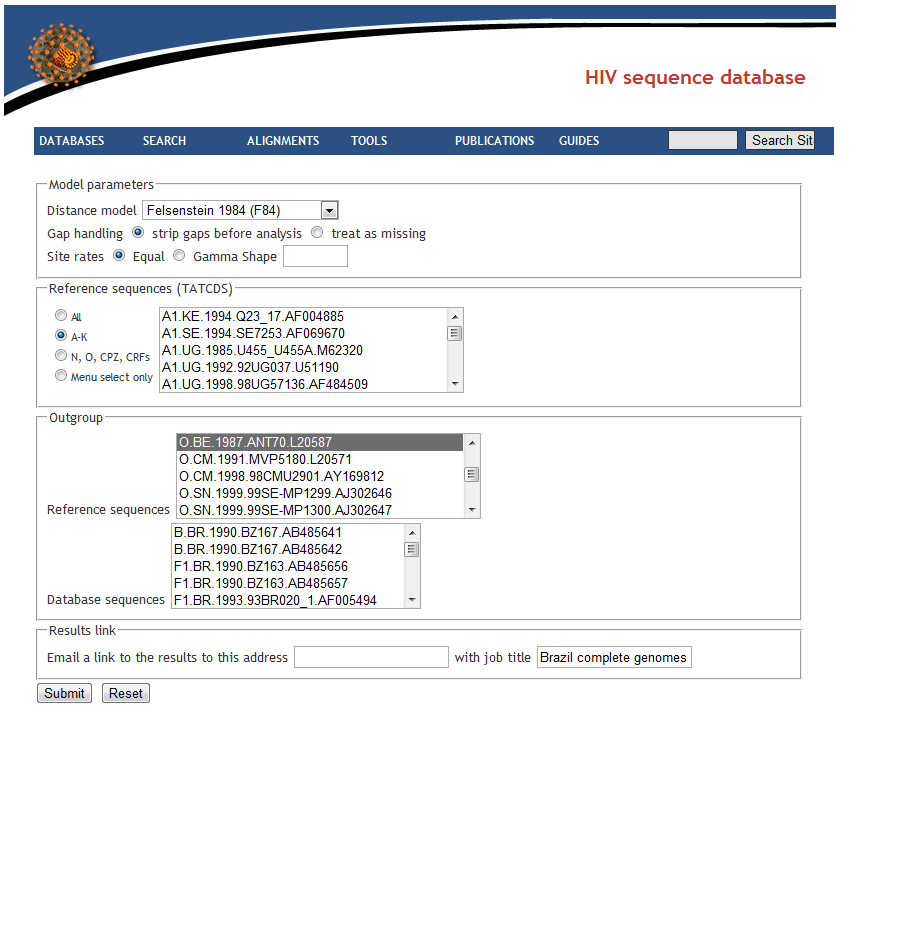 HIV sequence database
DATABASES SEARCH ALIGNMENTS TOOLS PUBLICATIONS GUIDES Search Sit
Model parameters
Distance model Felsenstein 1984 (F84)
Gap handling strip gaps before analysis treat as missing
Site rates Equal Gamma Shape
Reference sequences (TATCDS)
All
A-K
N, O, CPZ, CRFs
Menu select only
A1.KE.1994.Q23_17.AF004885
A1.SE.1994.SE7253.AF069670
A1.UG.1985.U455_U455A.M62320
A1.UG.1992.92UG037.U51190
A1.UG.1998.98UG57136.AF484509
Outgroup
O.BE.1987.ANT70.L20587
O.CM.1991.MVP5180.L20571
O.CM.1998.98CMU2901.AY169812
O.SN.1999.99SE-MP1299.AJ302646
Reference sequences O.SN.1999.99SE-MP1300.AJ302647
B.BR.1990.BZ167.AB485641
B.BR.1990.BZ167.AB485642
F1.BR.1990.BZ163.AB485656
F1.BR.1990.BZ163.AB485657
Database sequences F1.BR.1993.93BR020_1.AF005494
Results link
Email a link to the results to this address with job title Brazil complete genomes
Submit Reset